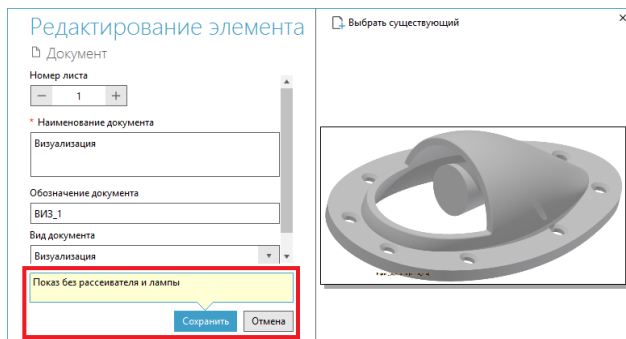 Редактирование элемента
Документ
Номер листа
1
* Наименование документа
Визуализация
Обозначение документа
ВИЗ_1
Вид документа
Визуализация
Показ без рассеивателя и лампы
Сохранить Отмена
Выбрать существующий